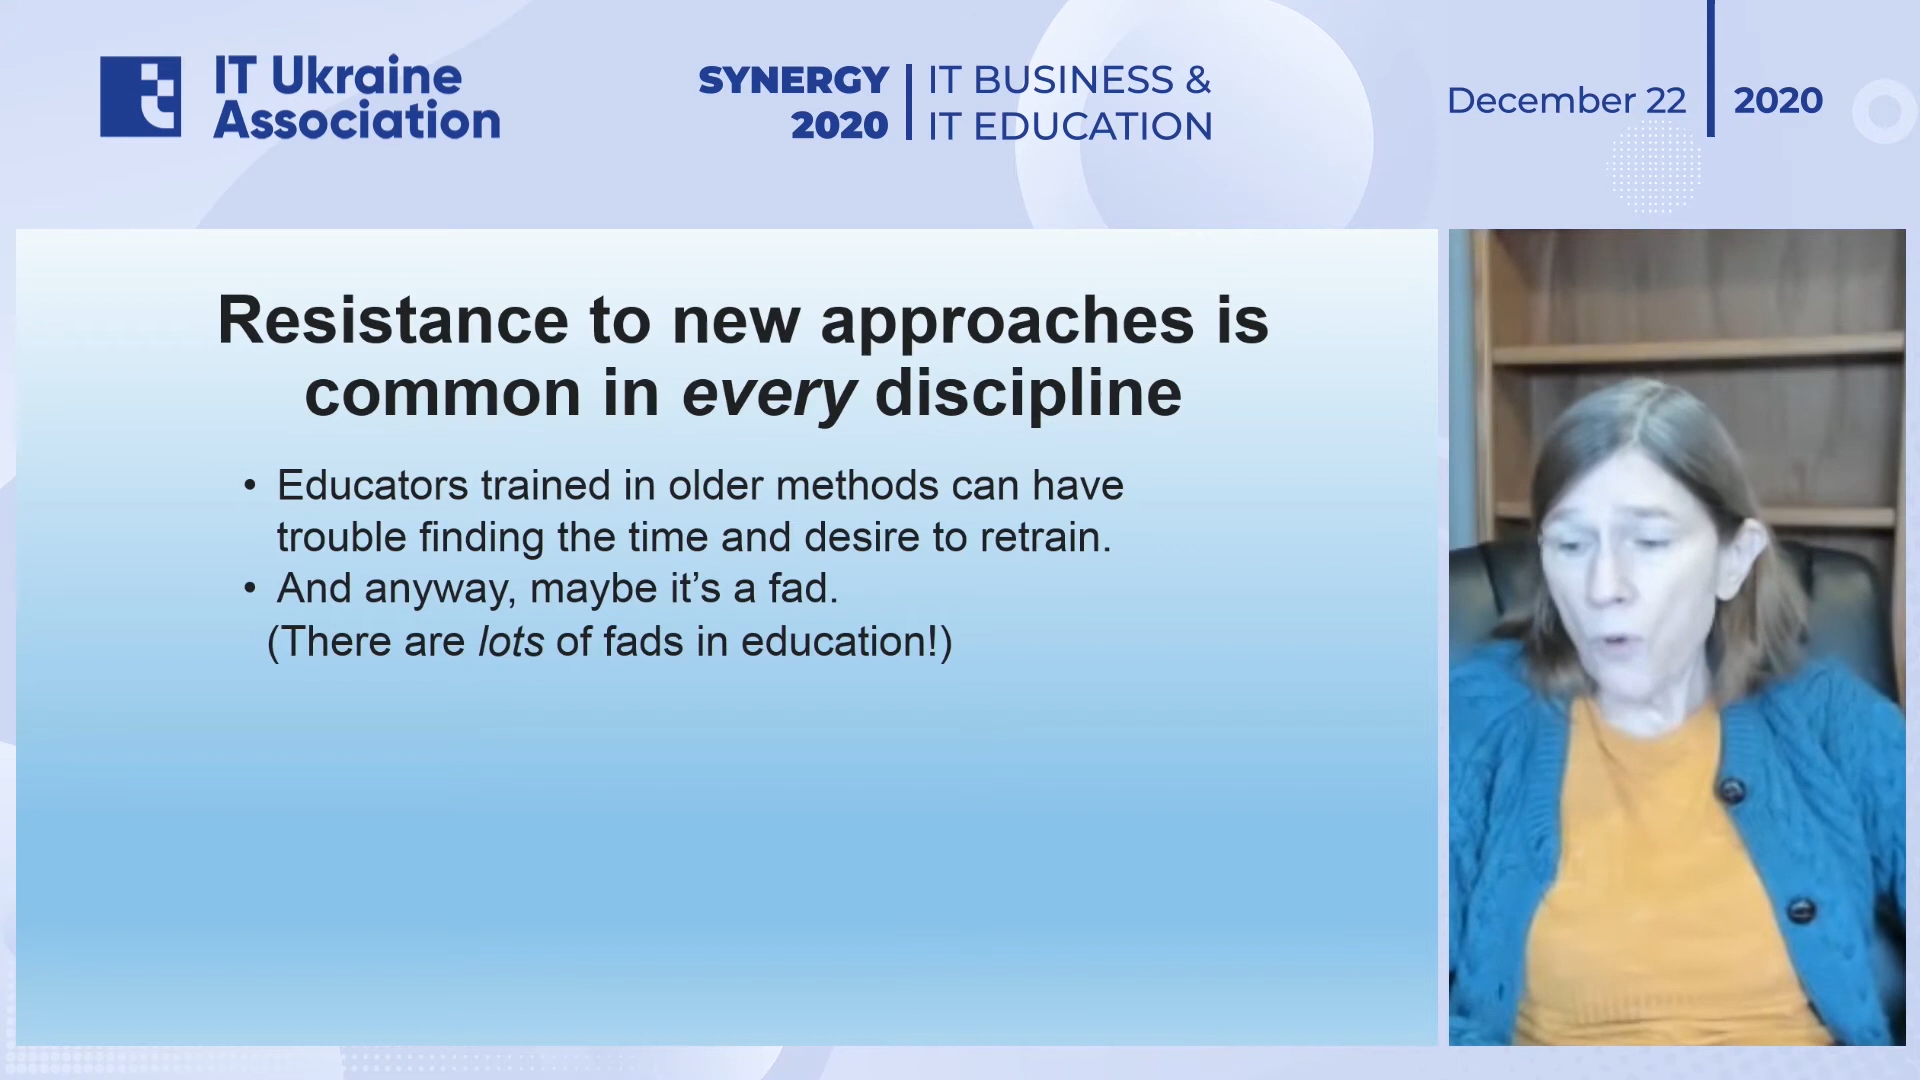 IT Ukraine
Association
SYNERGY
2020
IT BUSINESS &
IT EDUCATION
December 22
2020
Resistance to new approaches is
common in every discipline
• Educators trained in older methods can have
trouble finding the time and desire to retrain.
• And anyway, maybe it’s a fad.
(There are lots of fads in education!)